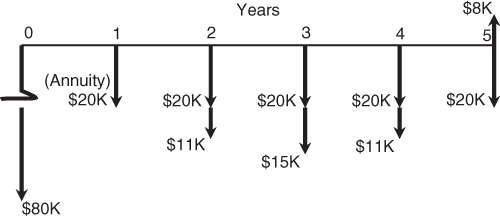 Years
$8K
0 1 2 3 4 5
(Annuity)
$20K $20K $20K $20K $20K
$11K $15K $11K
$80K